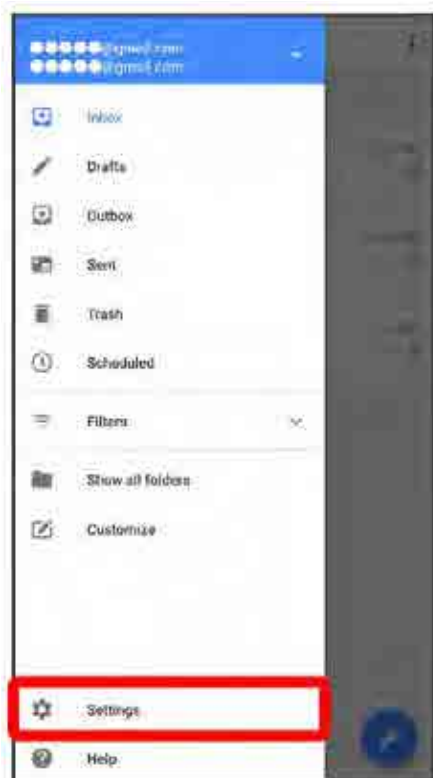 ●●●●●@gmail.com
●●●●●@gmail.com
Inbox
Drafts
Outbox
Sent
Trash
Scheduled
Filters
Show all folders
Customize
Settings
Help